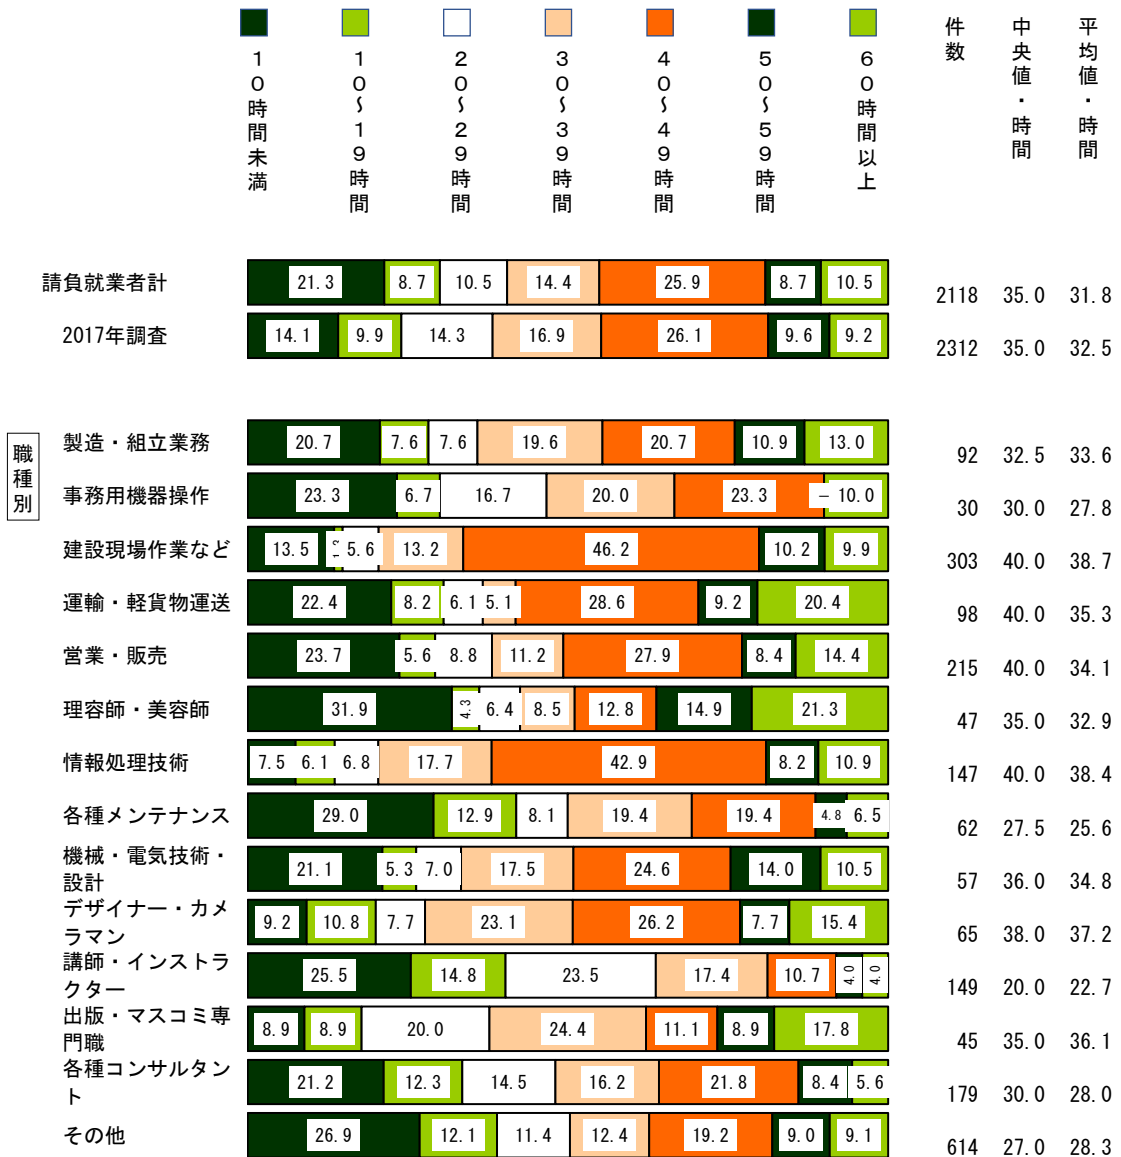 10時間未満
10~19時間
20~29時間
30~39時間
40~49時間
50~59時間
60時間以上
件数
中央値・時間
平均値・時間
請負就業者計 21.3 8.7 10.5 14.4 25.9 8.7 10.5 2118 35.0 31.8
2017年調査 14.1 9.9 14.3 16.9 26.1 9.6 9.2 2312 35.0 32.5
職種別
製造・組立業務 20.7 7.6 7.6 19.6 20.7 10.9 13.0 92 32.5 33.6
事務用機器操作 23.3 6.7 16.7 20.0 23.3 – 10.0 30 30.0 27.8
建設現場作業など 13.5 1.2 5.6 13.2 46.2 10.2 9.9 303 40.0 38.7
運輸・軽貨物運送 22.4 8.2 6.1 5.1 28.6 9.2 20.4 98 40.0 35.3
営業・販売 23.7 5.6 8.8 11.2 27.9 8.4 14.4 215 40.0 34.1
理容師・美容師 31.9 4.3 6.4 8.5 12.8 14.9 21.3 47 35.0 32.9
情報処理技術 7.5 6.1 6.8 17.7 42.9 8.2 10.9 147 40.0 38.4
各種メンテナンス 29.0 12.9 8.1 19.4 19.4 4.8 6.5 62 27.5 25.6
機械・電気技術・
設計 21.1 5.3 7.0 17.5 24.6 14.0 10.5 57 36.0 34.8
デザイナー・カメ
ラマン 9.2 10.8 7.7 23.1 26.2 7.7 15.4 65 38.0 37.2
講師・インストラ
クター 25.5 14.8 23.5 17.4 10.7 4.0 4.0 149 20.0 22.7
出版・マスコミ専
門職 8.9 8.9 20.0 24.4 11.1 8.9 17.8 45 35.0 36.1
各種コンサルタン
ト 21.2 12.3 14.5 16.2 21.8 8.4 5.6 179 30.0 28.0
その他 26.9 12.1 11.4 12.4 19.2 9.0 9.1 614 27.0 28.3